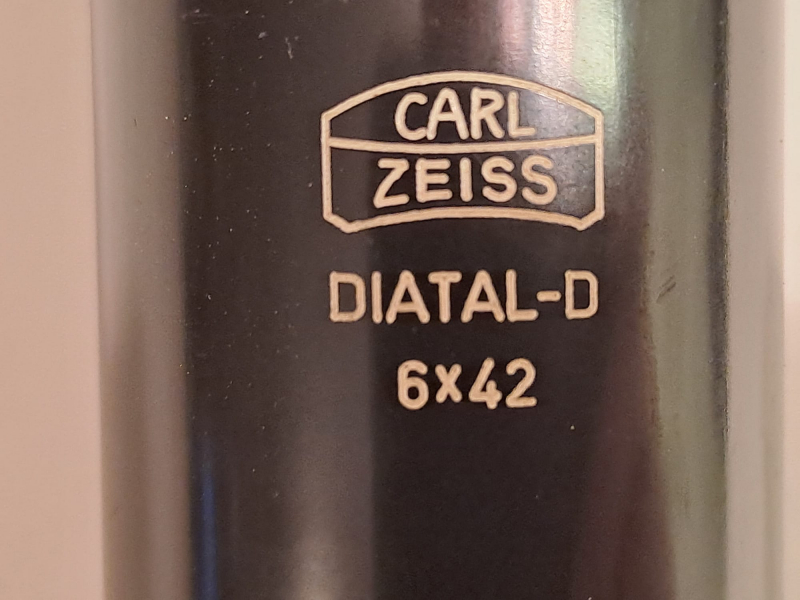 CARL
ZEISS
DIATAL-D
6x42